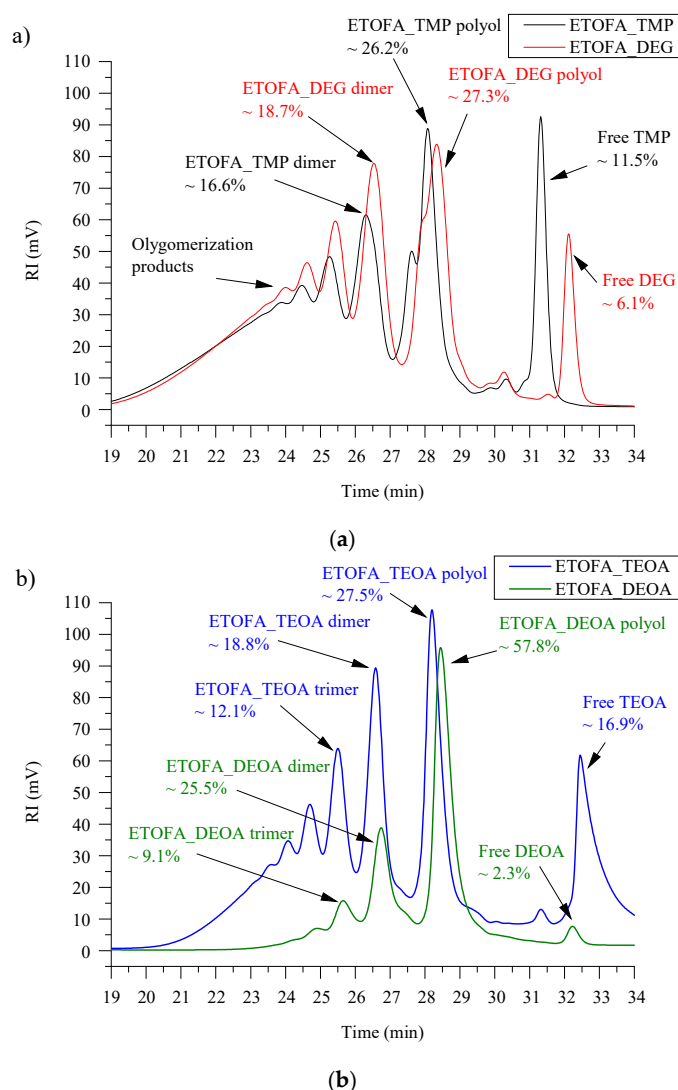 a)
ETOFA_TMP polyol
~ 26.2%
ETOFA_TMP
ETOFA_DEG
ETOFA_DEG dimer
~ 18.7%
ETOFA_DEG polyol
~ 27.3%
ETOFA_TMP dimer
~ 16.6%
Free TMP
~ 11.5%
Olygomerization
products
Free DEG
~ 6.1%
RI (mV)
110
100
90
80
70
60
50
40
30
20
10
0
19 20 21 22 23 24 25 26 27 28 29 30 31 32 33 34
Time (min)
(a)
b)
ETOFA_TEOA polyol
~ 27.5%
ETOFA_TEOA
ETOFA_DEOA
ETOFA_TEOA dimer
~ 18.8%
ETOFA_DEOA polyol
~ 57.8%
ETOFA_TEOA trimer
~ 12.1%
Free TEOA
~ 16.9%
ETOFA_DEOA dimer
~ 25.5%
ETOFA_DEOA trimer
~ 9.1%
Free DEOA
~ 2.3%
RI (mV)
110
100
90
80
70
60
50
40
30
20
10
0
19 20 21 22 23 24 25 26 27 28 29 30 31 32 33 34
Time (min)
(b)